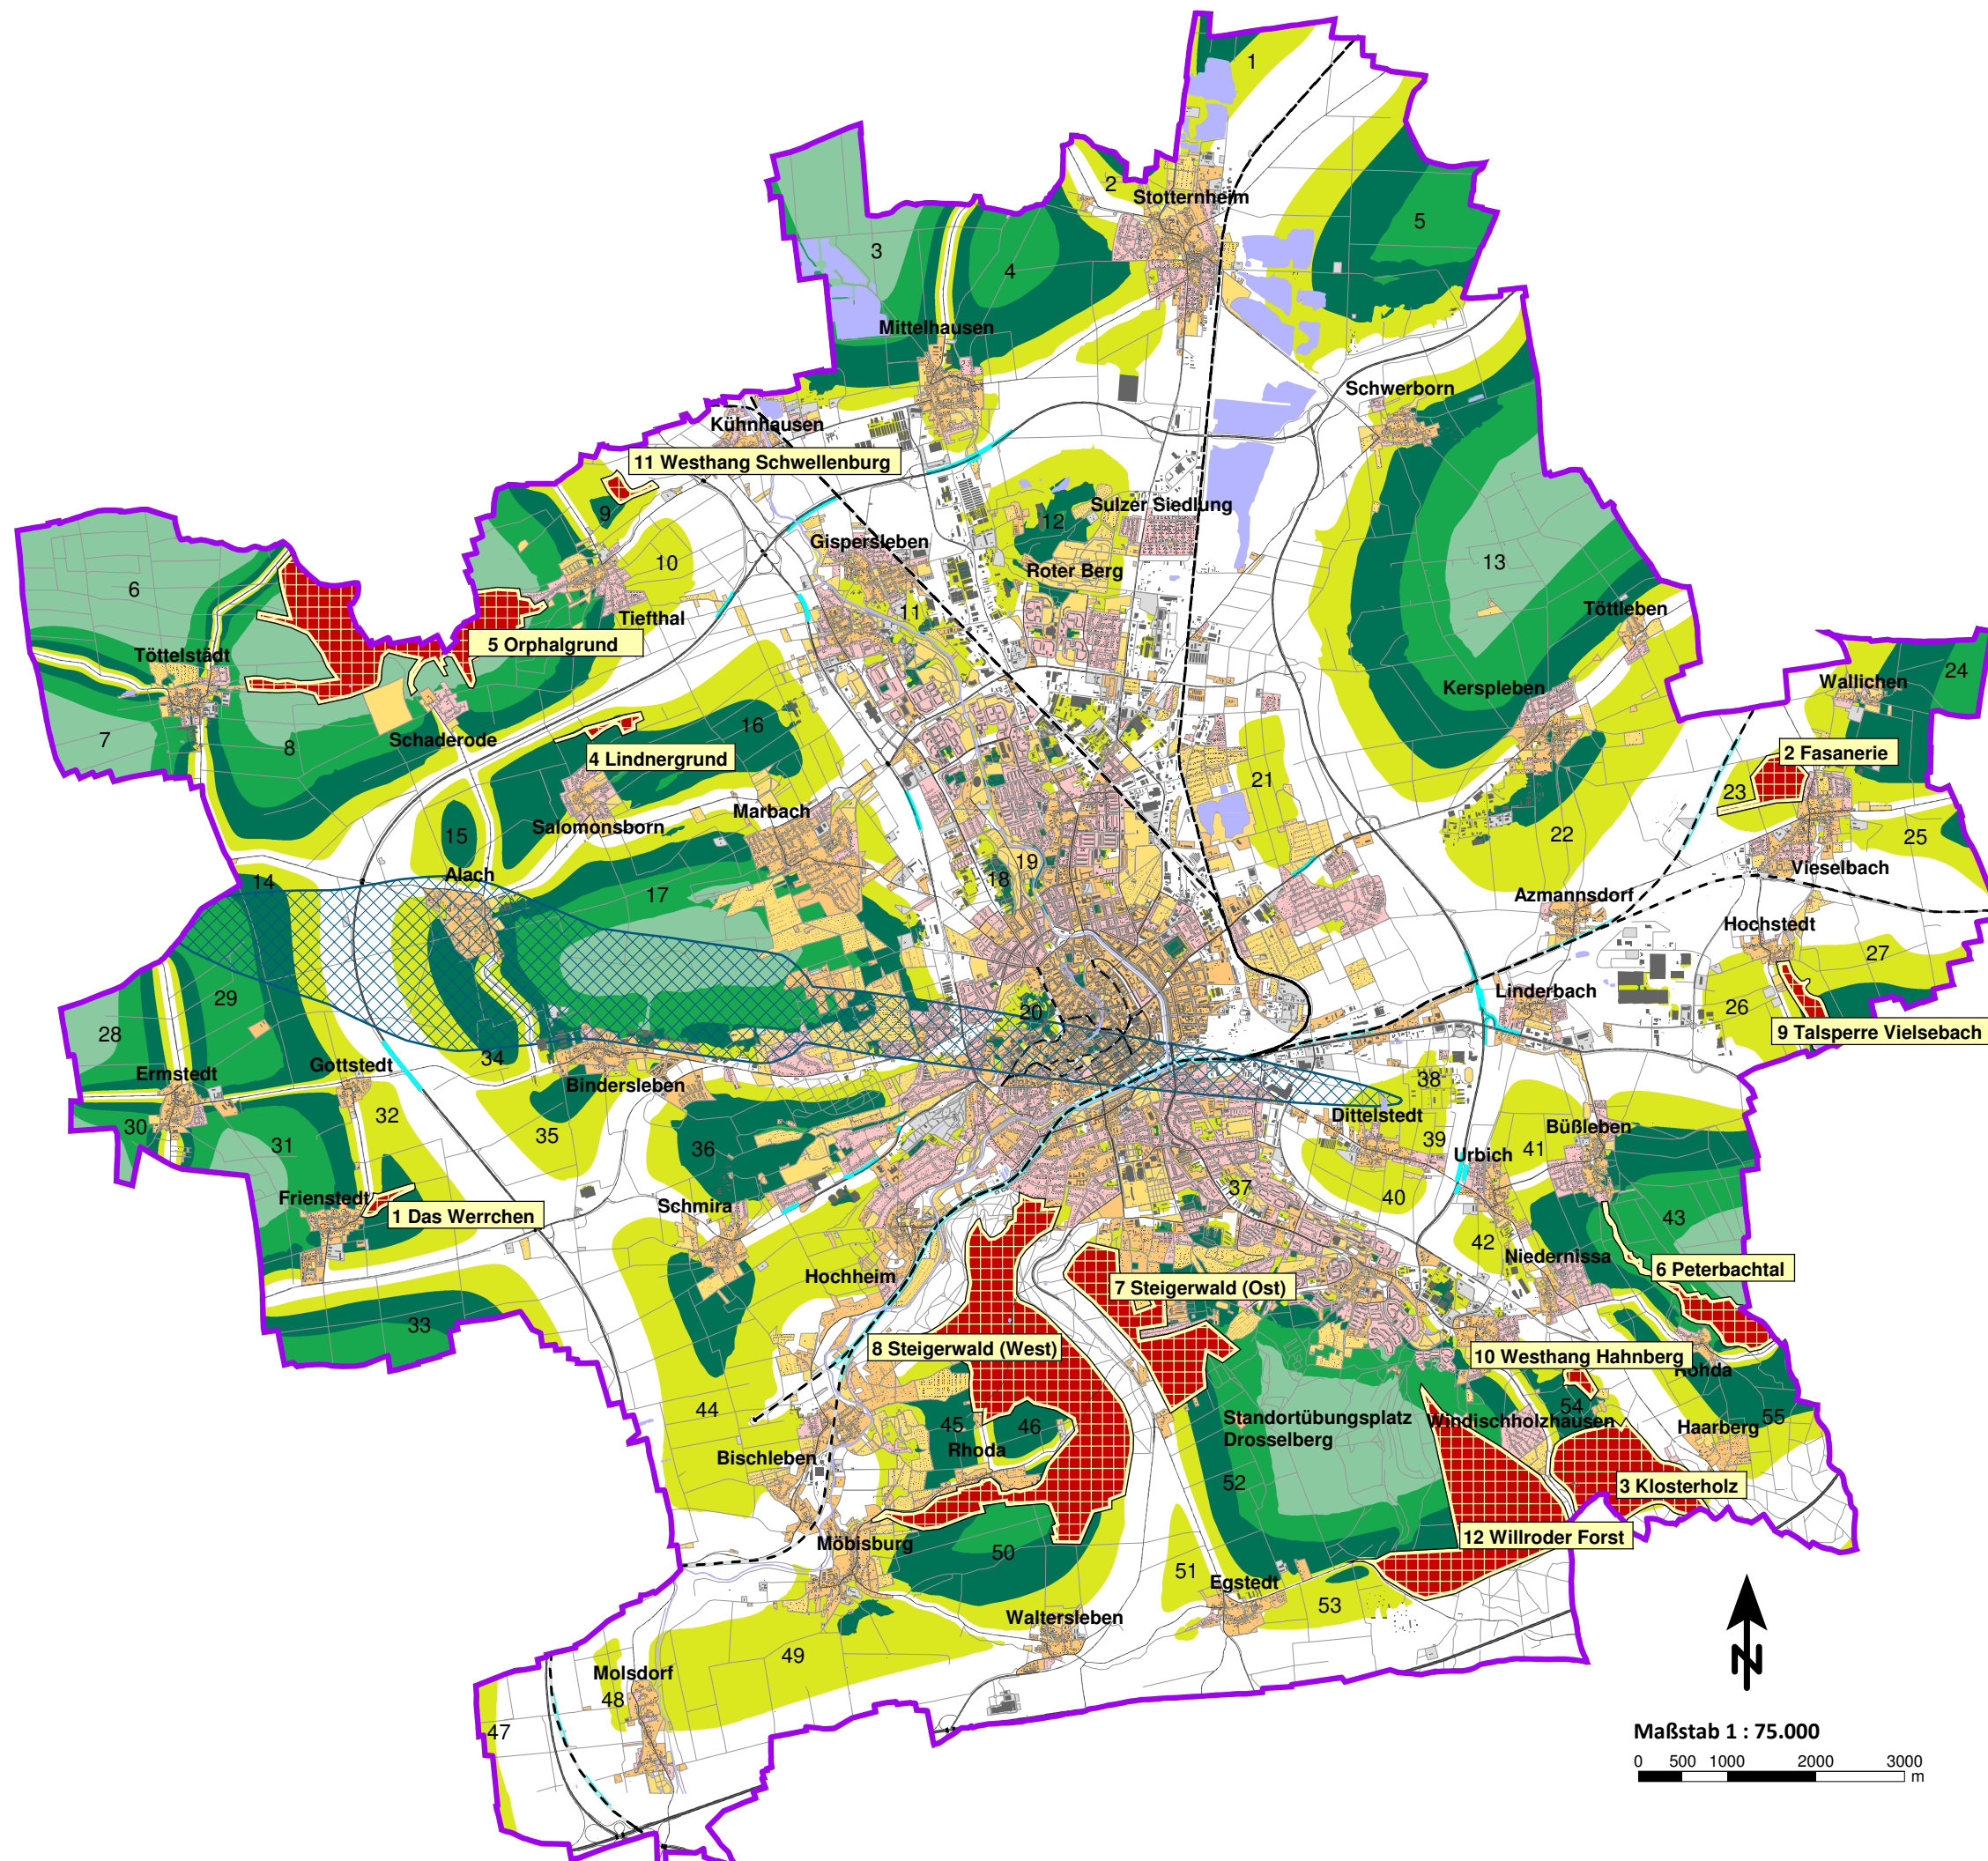 1
2
Stotternheim
3
4
5
Mittelhausen
Schwerborn
Kühnhausen
11 Westhang Schwellenburg
9
12
Sulzer Siedlung
Gispersleben
10
Roter Berg
13
6
11
Tiefthal
Töttleben
5 Orphalgrund
Töttelstädt
24
Wallichen
Kerspleben
7
8
Schaderode
16
4 Lindnergrund
2 Fasanerie
21
23
Marbach
Salomonsborn
15
22
25
Alach
14
17
18
19
Vieselbach
Azmannsdorf
Hochstedt
27
29
Linderbach
20
26
28
9 Talsperre Vielsebach
34
Gottstedt
Ermstedt
Bindersleben
38
32
Dittelstedt
30
31
35
36
39
41
Büßleben
Urbich
Frienstedt
1 Das Werrchen
Schmira
37
40
43
42
Niedernissa
Hochheim
6 Peterbachtal
7 Steigerwald (Ost)
33
8 Steigerwald (West)
10 Westhang Hahnberg
Rohda
44
45
46
Standortübungsplatz
Drosselberg
Windischholzhausen
54
55
Haarberg
Rhoda
Bischleben
52
3 Klosterholz
12 Willroder Forst
Möbisburg
50
51
Egstedt
53
Waltersleben
49
Molsdorf
48
47
N
Maßstab 1 : 75.000
0 500 1000 2000 3000
m